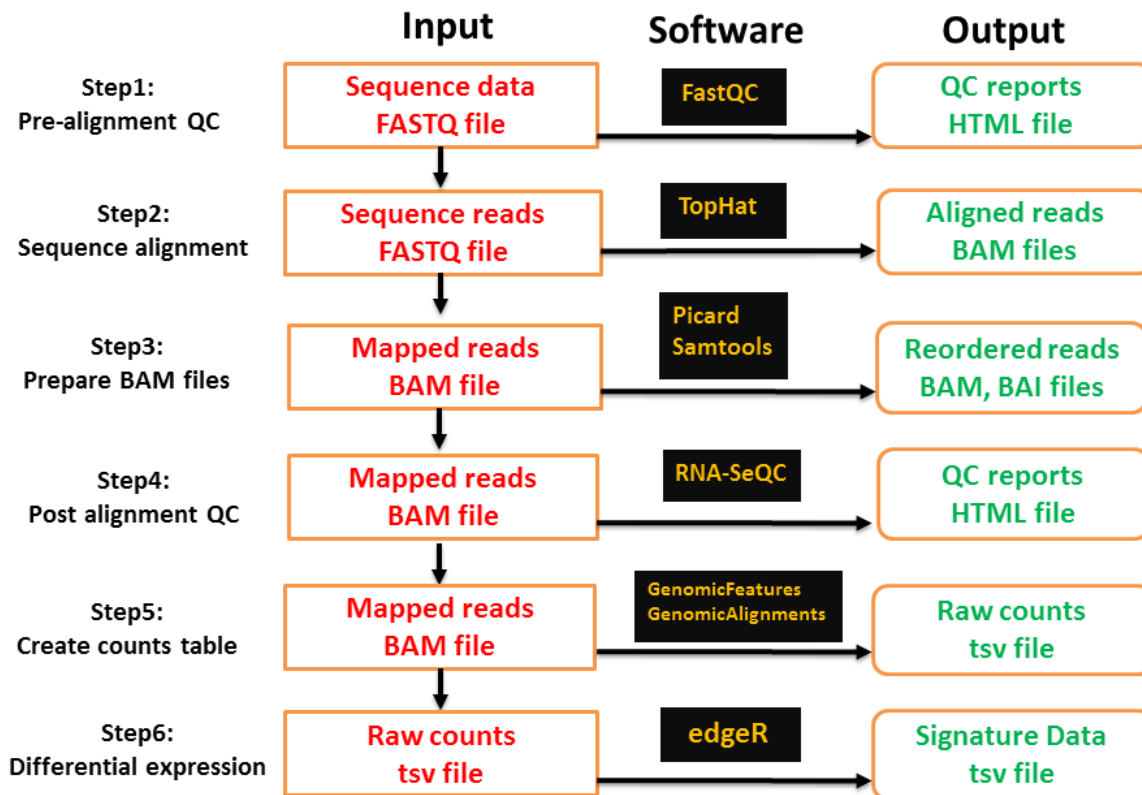 Input
Software
Output
Step1:
Pre-alignment QC
Sequence data
FASTQ file
FastQC
QC reports
HTML file
Step2:
Sequence alignment
Sequence reads
FASTQ file
TopHat
Aligned reads
BAM files
Step3:
Prepare BAM files
Mapped reads
BAM file
Picard
Samtools
Reordered reads
BAM, BAI files
Step4:
Post alignment QC
Mapped reads
BAM file
RNA-SeQC
QC reports
HTML file
Step5:
Create counts table
Mapped reads
BAM file
GenomicFeatures
GenomicAlignments
Raw counts
tsv file
Step6:
Differential expression
Raw counts
tsv file
edgeR
Signature Data
tsv file